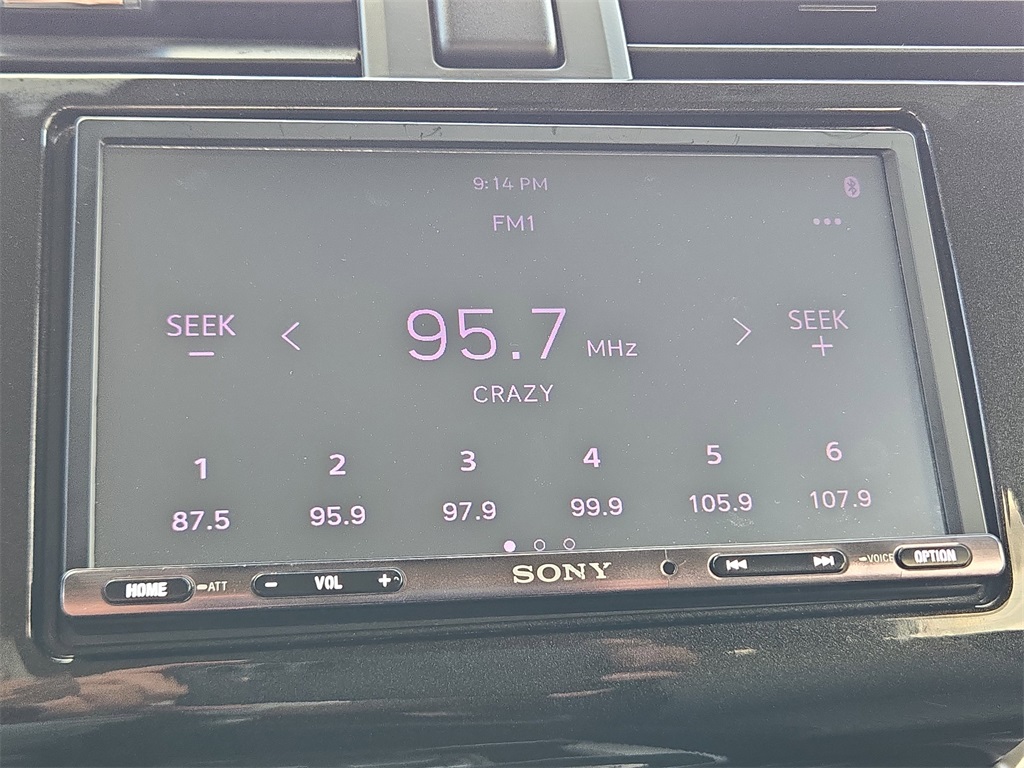 9:14 PM
FM1
SEEK
−
<
95.7 MHz
>
SEEK
+
CRAZY
1 2 3 4 5 6
87.5 95.9 97.9 99.9 105.9 107.9
HOME ATT − VOL + SONY VOICE OPTION